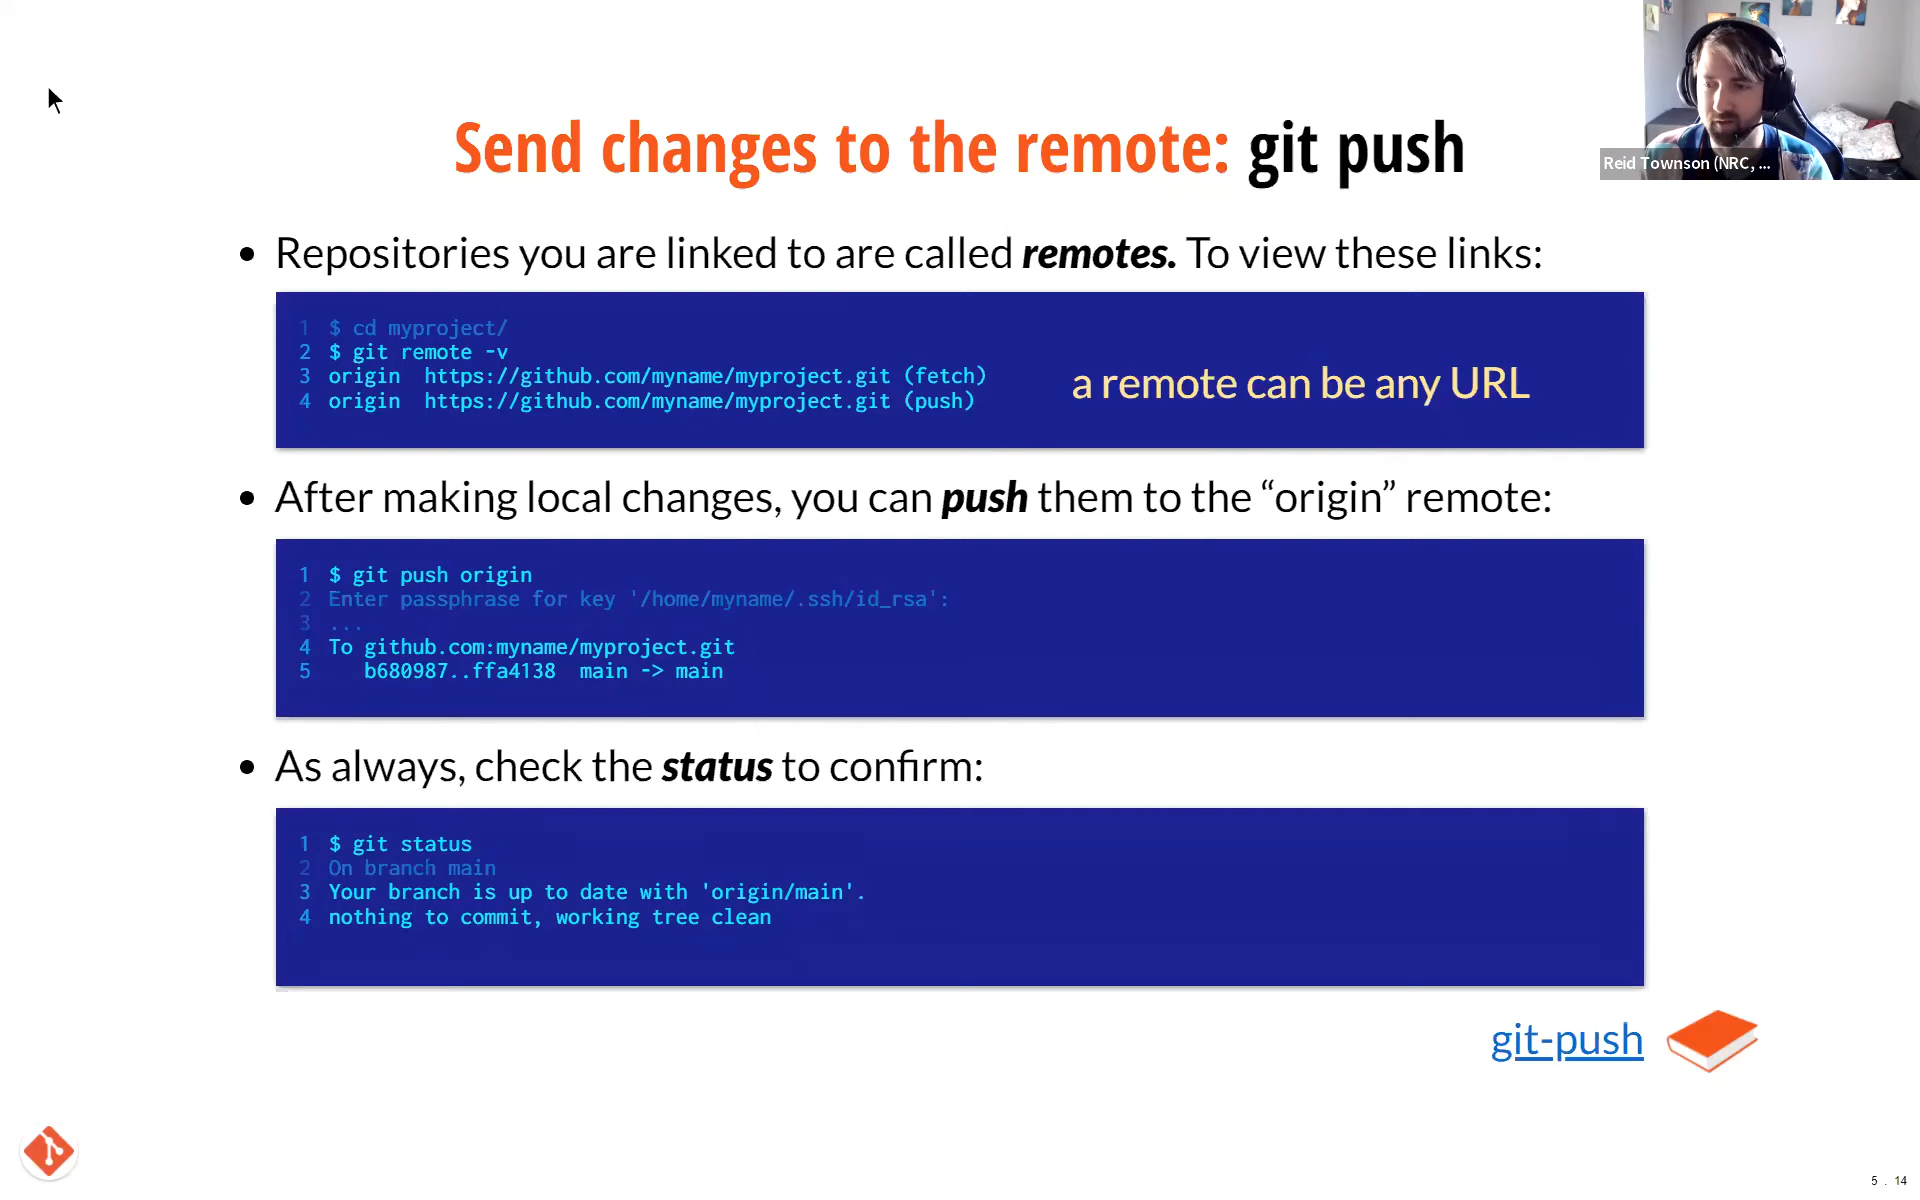 Send changes to the remote: git push
Reid Townson (NRC, ...
• Repositories you are linked to are called remotes. To view these links:
1 $ cd myproject/
2 $ git remote -v
3 origin  https://github.com/myname/myproject.git (fetch)
4 origin  https://github.com/myname/myproject.git (push)
a remote can be any URL
• After making local changes, you can push them to the “origin” remote:
1 $ git push origin
2 Enter passphrase for key '/home/myname/.ssh/id_rsa':
3 ...
4 To github.com:myname/myproject.git
5    b680987..ffa4138  main -> main
• As always, check the status to confirm:
1 $ git status
2 On branch main
3 Your branch is up to date with 'origin/main'.
4 nothing to commit, working tree clean
git-push
5 . 14